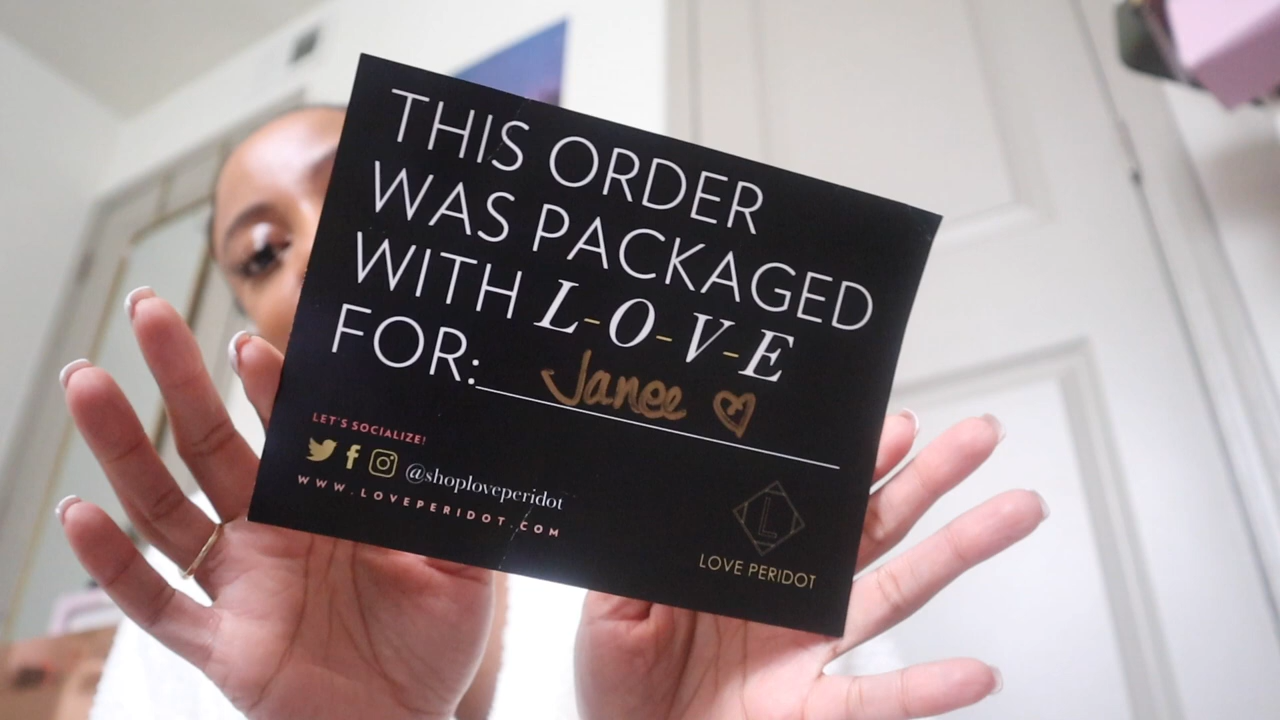 THIS ORDER
WAS PACKAGED
WITH L-O-V-E
FOR: Janee ♡
LET'S SOCIALIZE!
@shoploveperidot
WWW.LOVEPERIDOT.COM
L
LOVE PERIDOT